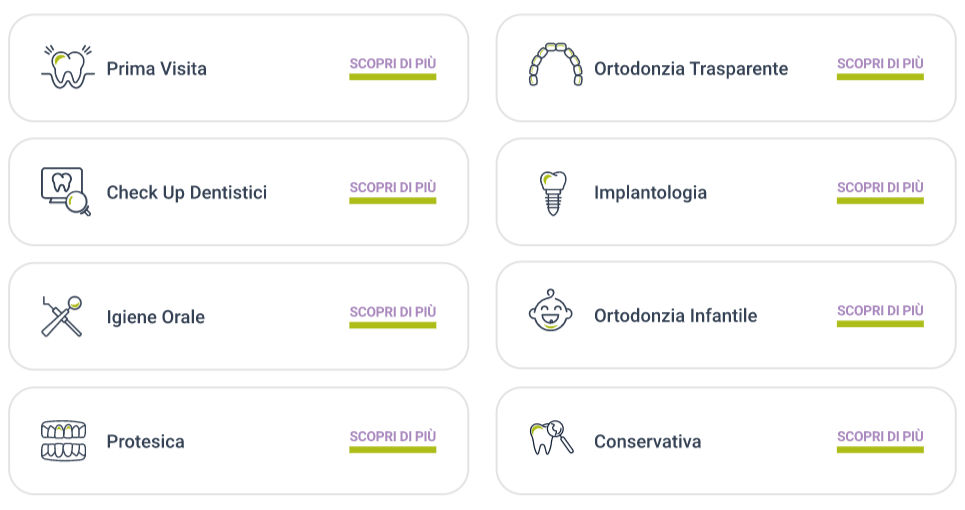 Prima Visita SCOPRI DI PIÙ
Ortodonzia Trasparente SCOPRI DI PIÙ
Check Up Dentistici SCOPRI DI PIÙ
Implantologia SCOPRI DI PIÙ
Igiene Orale SCOPRI DI PIÙ
Ortodonzia Infantile SCOPRI DI PIÙ
Protesica SCOPRI DI PIÙ
Conservativa SCOPRI DI PIÙ